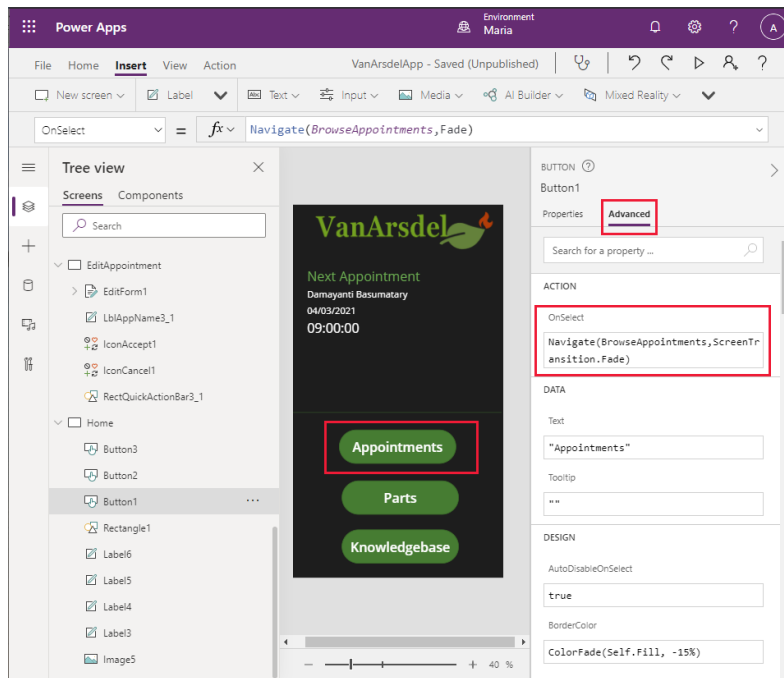 Power Apps
Environment
Maria
A
File Home Insert View Action
VanArsdelApp - Saved (Unpublished)
?
New screen Label Abc Text Input Media AI Builder Mixed Reality
OnSelect = fx Navigate(BrowseAppointments,Fade)
Tree view
Screens Components
Search
EditAppointment
EditForm1
LblAppName3_1
IconAccept1
IconCancel1
RectQuickActionBar3_1
Home
Button3
Button2
Button1 ...
Rectangle1
Label6
Label5
Label4
Label3
Image5
VanArsdel
Next Appointment
Damayanti Basumatary
04/03/2021
09:00:00
Appointments
Parts
Knowledgebase
40 %
BUTTON ?
Button1
Properties Advanced
Search for a property ...
ACTION
OnSelect
Navigate(BrowseAppointments,ScreenTr
ansition.Fade)
DATA
Text
"Appointments"
Tooltip
""
DESIGN
AutoDisableOnSelect
true
BorderColor
ColorFade(Self.Fill, -15%)